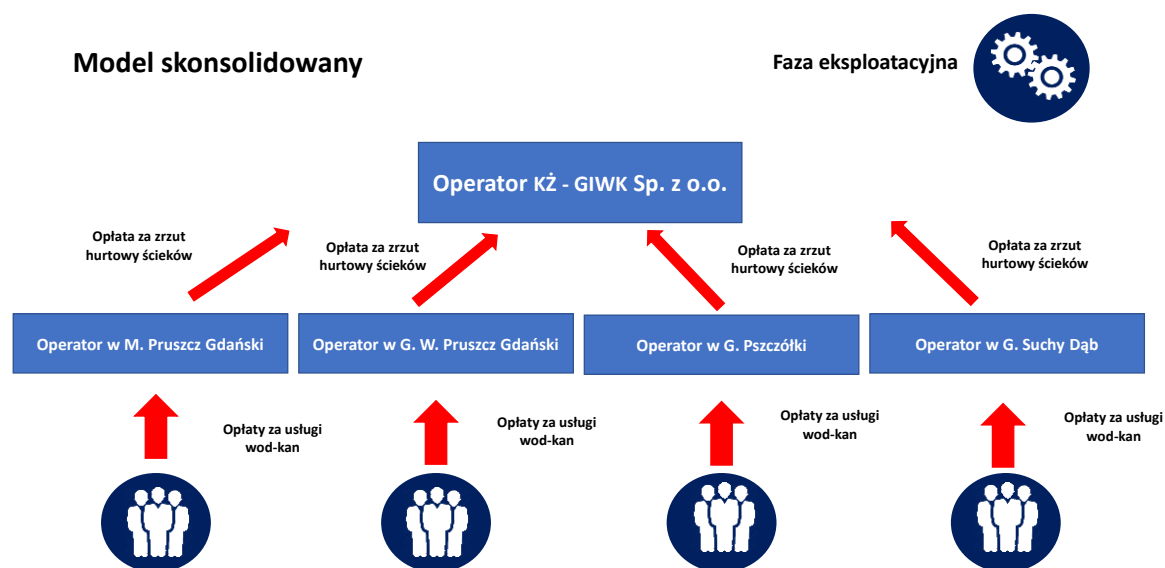 Model skonsolidowany
Faza eksploatacyjna
Operator KŻ - GIWK Sp. z o.o.
Opłata za zrzut
hurtowy ścieków
Opłata za zrzut
hurtowy ścieków
Opłata za zrzut
hurtowy ścieków
Opłata za zrzut
hurtowy ścieków
Operator w M. Pruszcz Gdański
Operator w G. W. Pruszcz Gdański
Operator w G. Pszczółki
Operator w G. Suchy Dąb
Opłaty za usługi
wod-kan
Opłaty za usługi
wod-kan
Opłaty za usługi
wod-kan
Opłaty za usługi
wod-kan